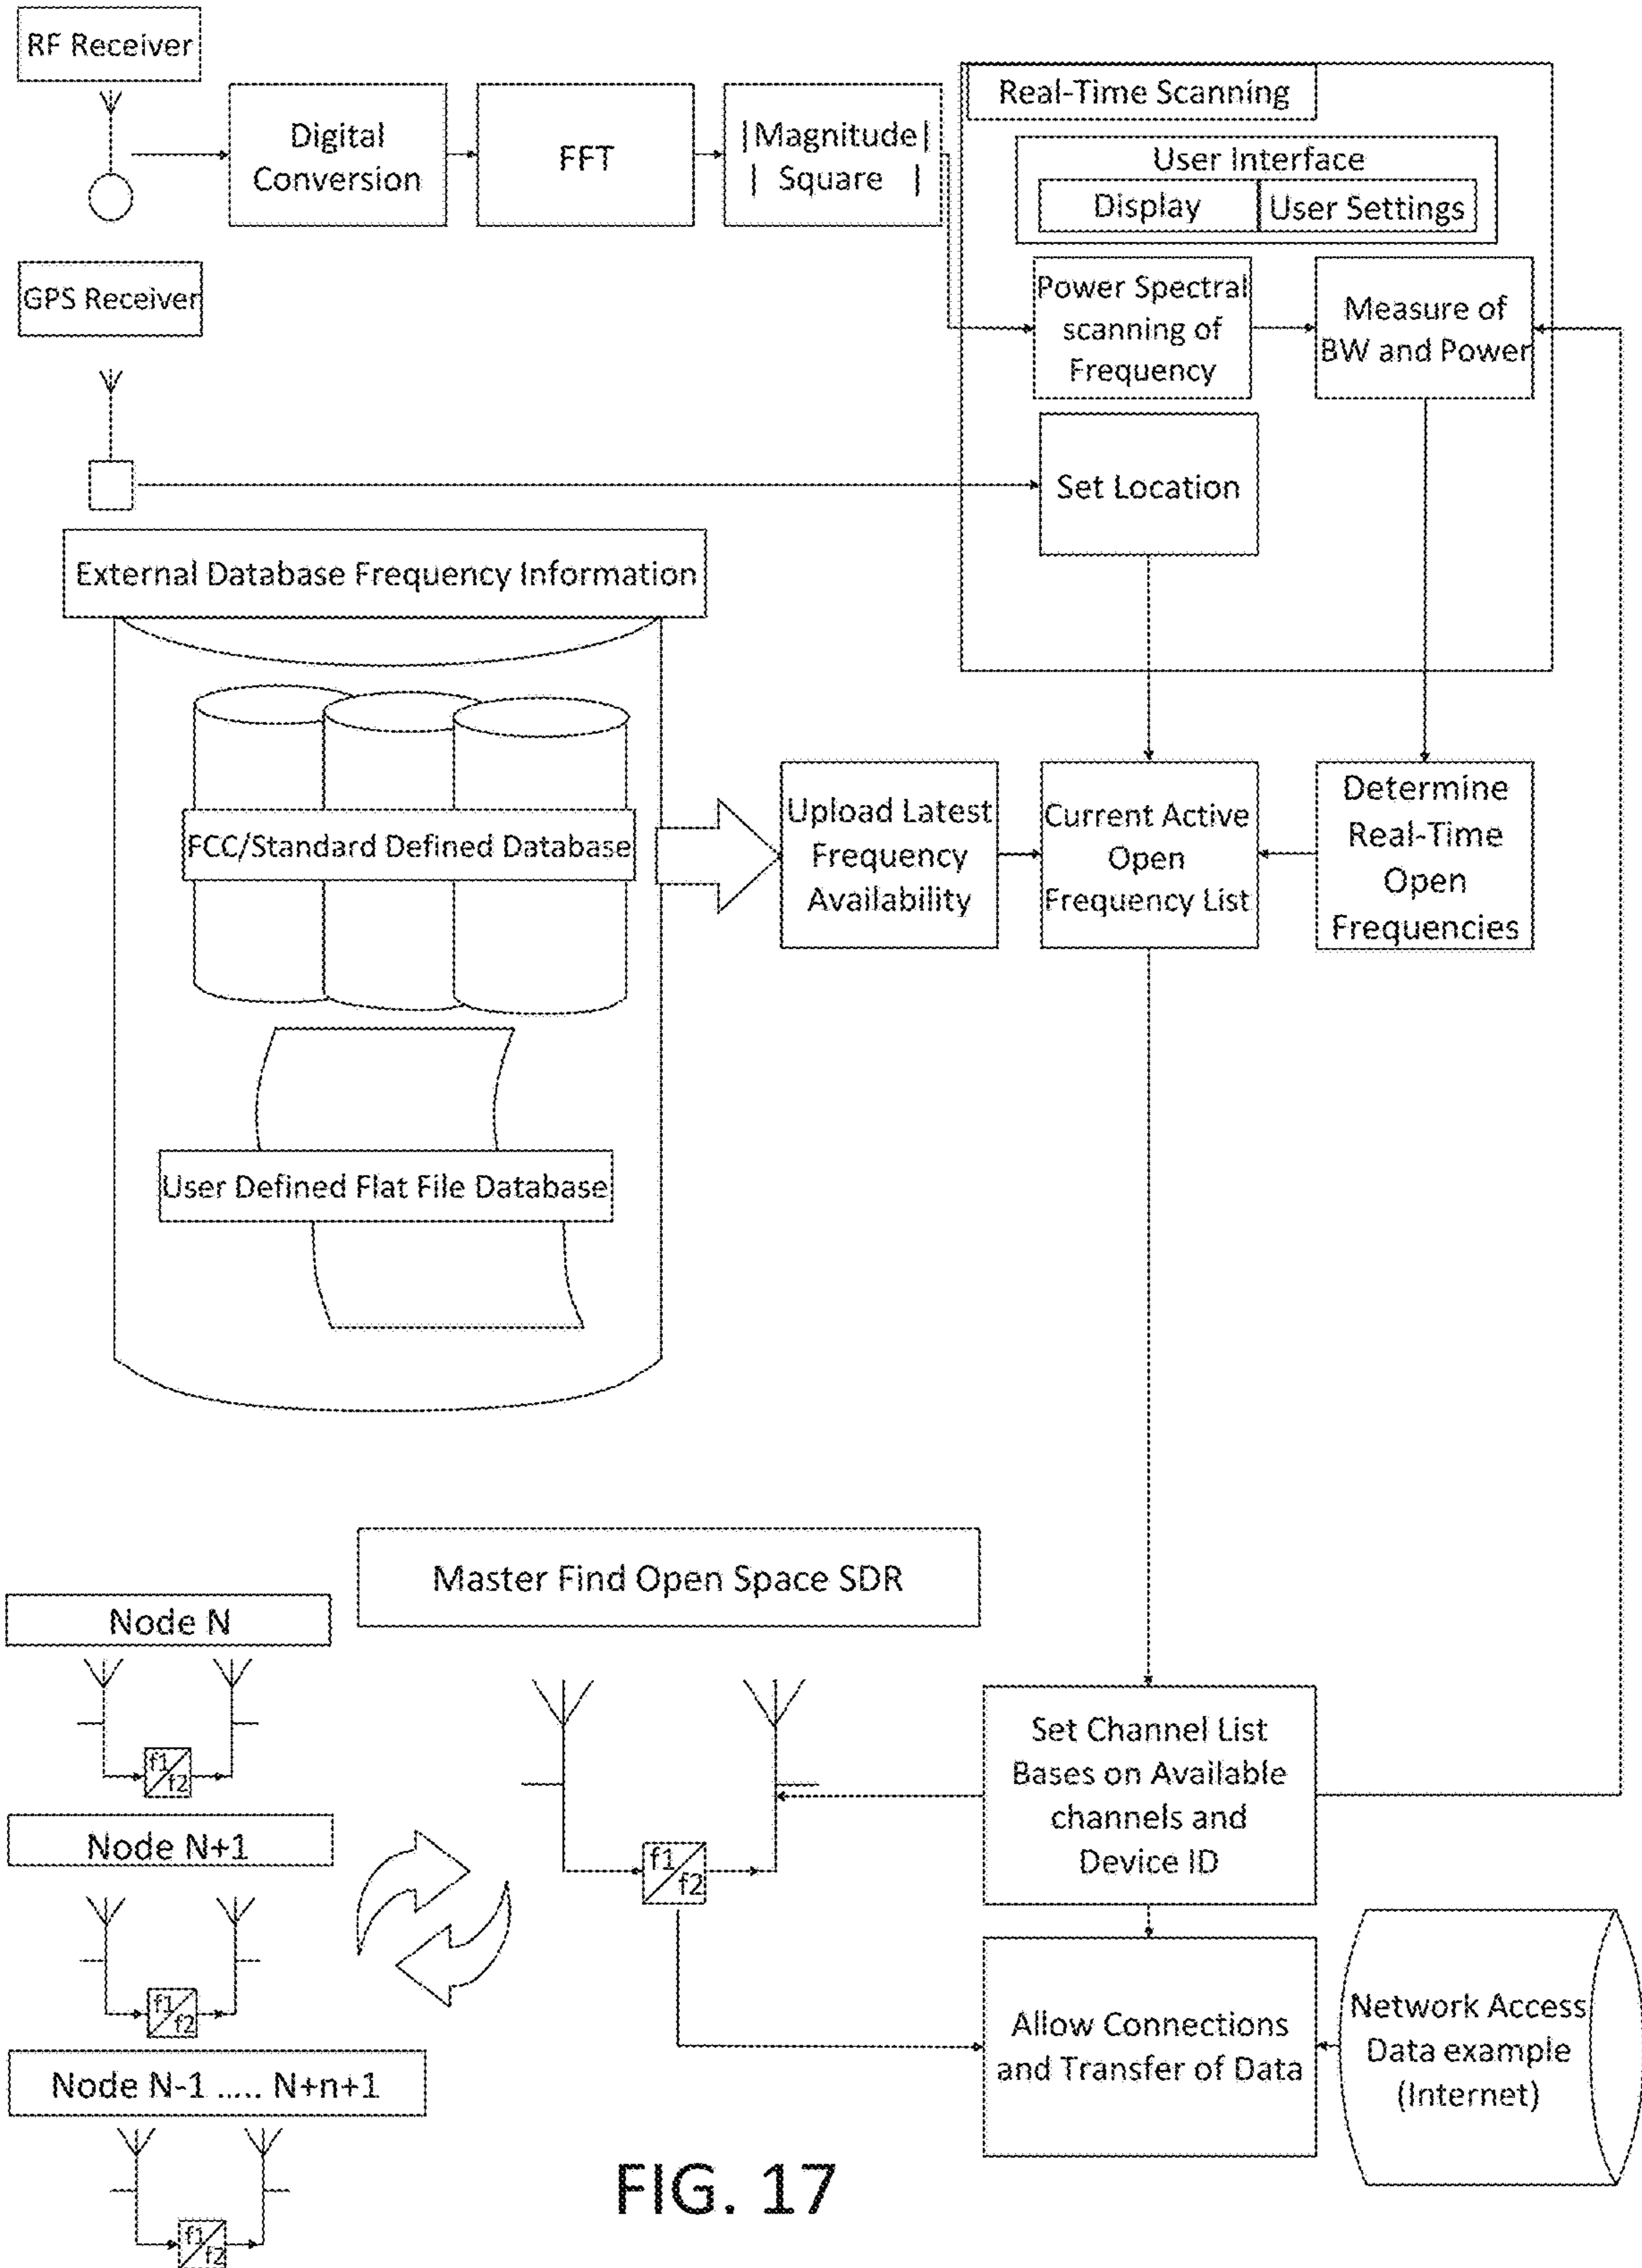 RF Receiver
Digital
Conversion
FFT
|Magnitude|
| Square |
Real-Time Scanning
User Interface
Display
User Settings
GPS Receiver
Power Spectral
scanning of
Frequency
Measure of
BW and Power
Set Location
External Database Frequency Information
FCC/Standard Defined Database
Upload Latest
Frequency
Availability
Current Active
Open
Frequency List
Determine
Real-Time
Open
Frequencies
User Defined Flat File Database
Master Find Open Space SDR
Node N
f1
f2
Node N+1
f1
f2
Node N-1 ..... N+n+1
f1
f2
f1
f2
Set Channel List
Bases on Available
channels and
Device ID
Allow Connections
and Transfer of Data
Network Access
Data example
(Internet)
FIG. 17